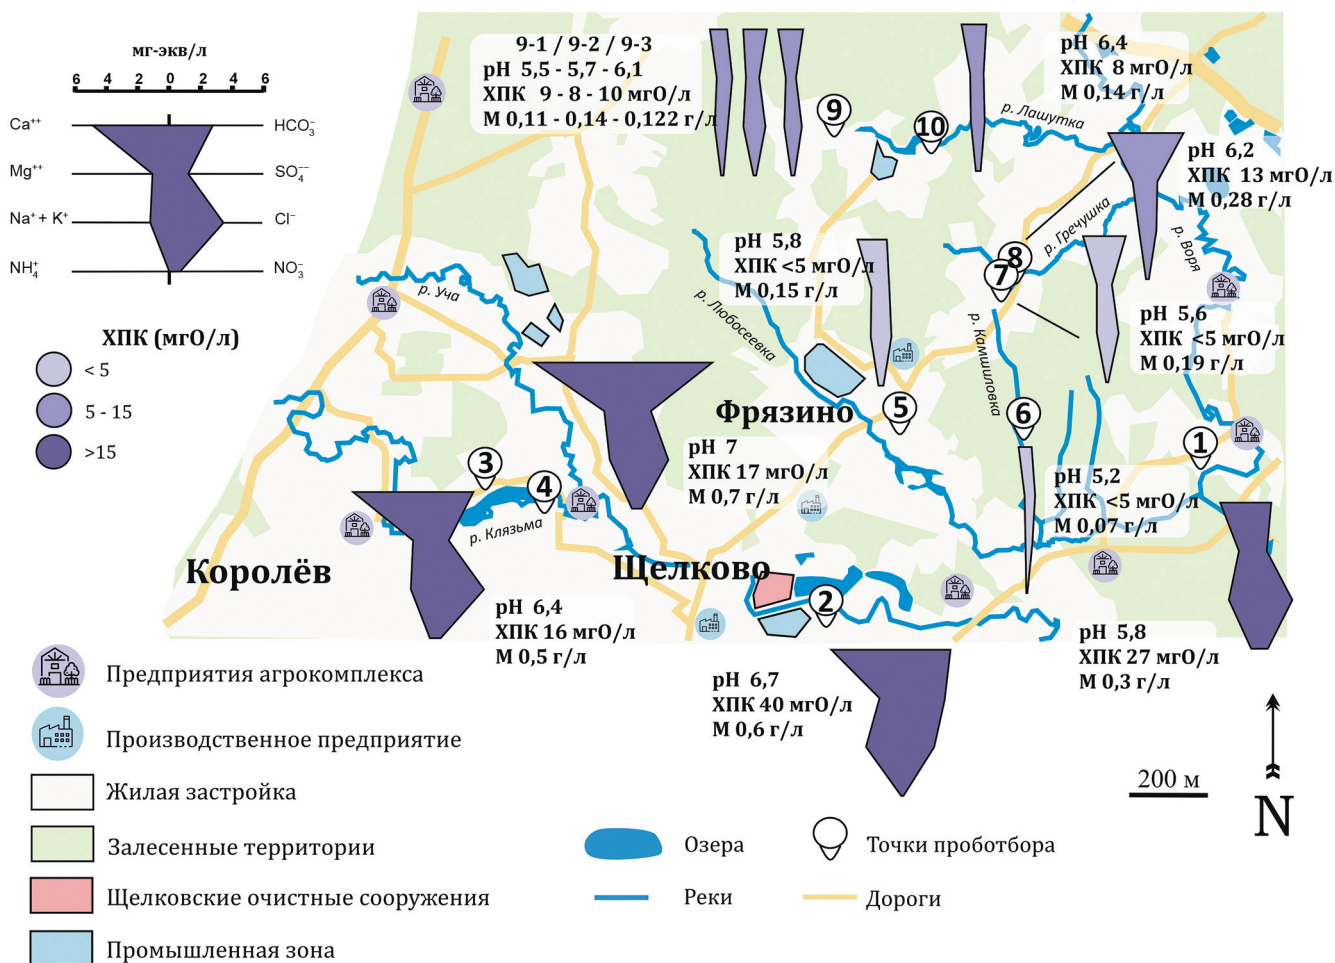 мг-экв/л
6 4 2 0 2 4 6
Ca⁺⁺ HCO₃⁻
Mg⁺⁺ SO₄⁻⁻
Na⁺ + K⁺ Cl⁻
NH₄⁺ NO₃⁻
ХПК (мгО/л)
< 5
5 - 15
>15
9-1 / 9-2 / 9-3
pH 5,5 - 5,7 - 6,1
ХПК 9 - 8 - 10 мгО/л
М 0,11 - 0,14 - 0,122 г/л
9
10
р. Лашутка
pH 6,4
ХПК 8 мгО/л
М 0,14 г/л
pH 6,2
ХПК 13 мгО/л
М 0,28 г/л
р. Гречушка
р. Воря
8
7
pH 5,8
ХПК <5 мгО/л
М 0,15 г/л
р. Уча
р. Любосеевка
р. Камшиловка
pH 5,6
ХПК <5 мгО/л
М 0,19 г/л
Фрязино
5
6
1
3
4
pH 7
ХПК 17 мгО/л
М 0,7 г/л
pH 5,2
ХПК <5 мгО/л
М 0,07 г/л
р. Клязьма
Королёв
Щелково
2
pH 6,4
ХПК 16 мгО/л
М 0,5 г/л
pH 5,8
ХПК 27 мгО/л
М 0,3 г/л
pH 6,7
ХПК 40 мгО/л
М 0,6 г/л
Предприятия агрокомплекса
Производственное предприятие
Жилая застройка
Залесенные территории
Щелковские очистные сооружения
Промышленная зона
Озера
Реки
Точки проботбора
Дороги
200 м
N